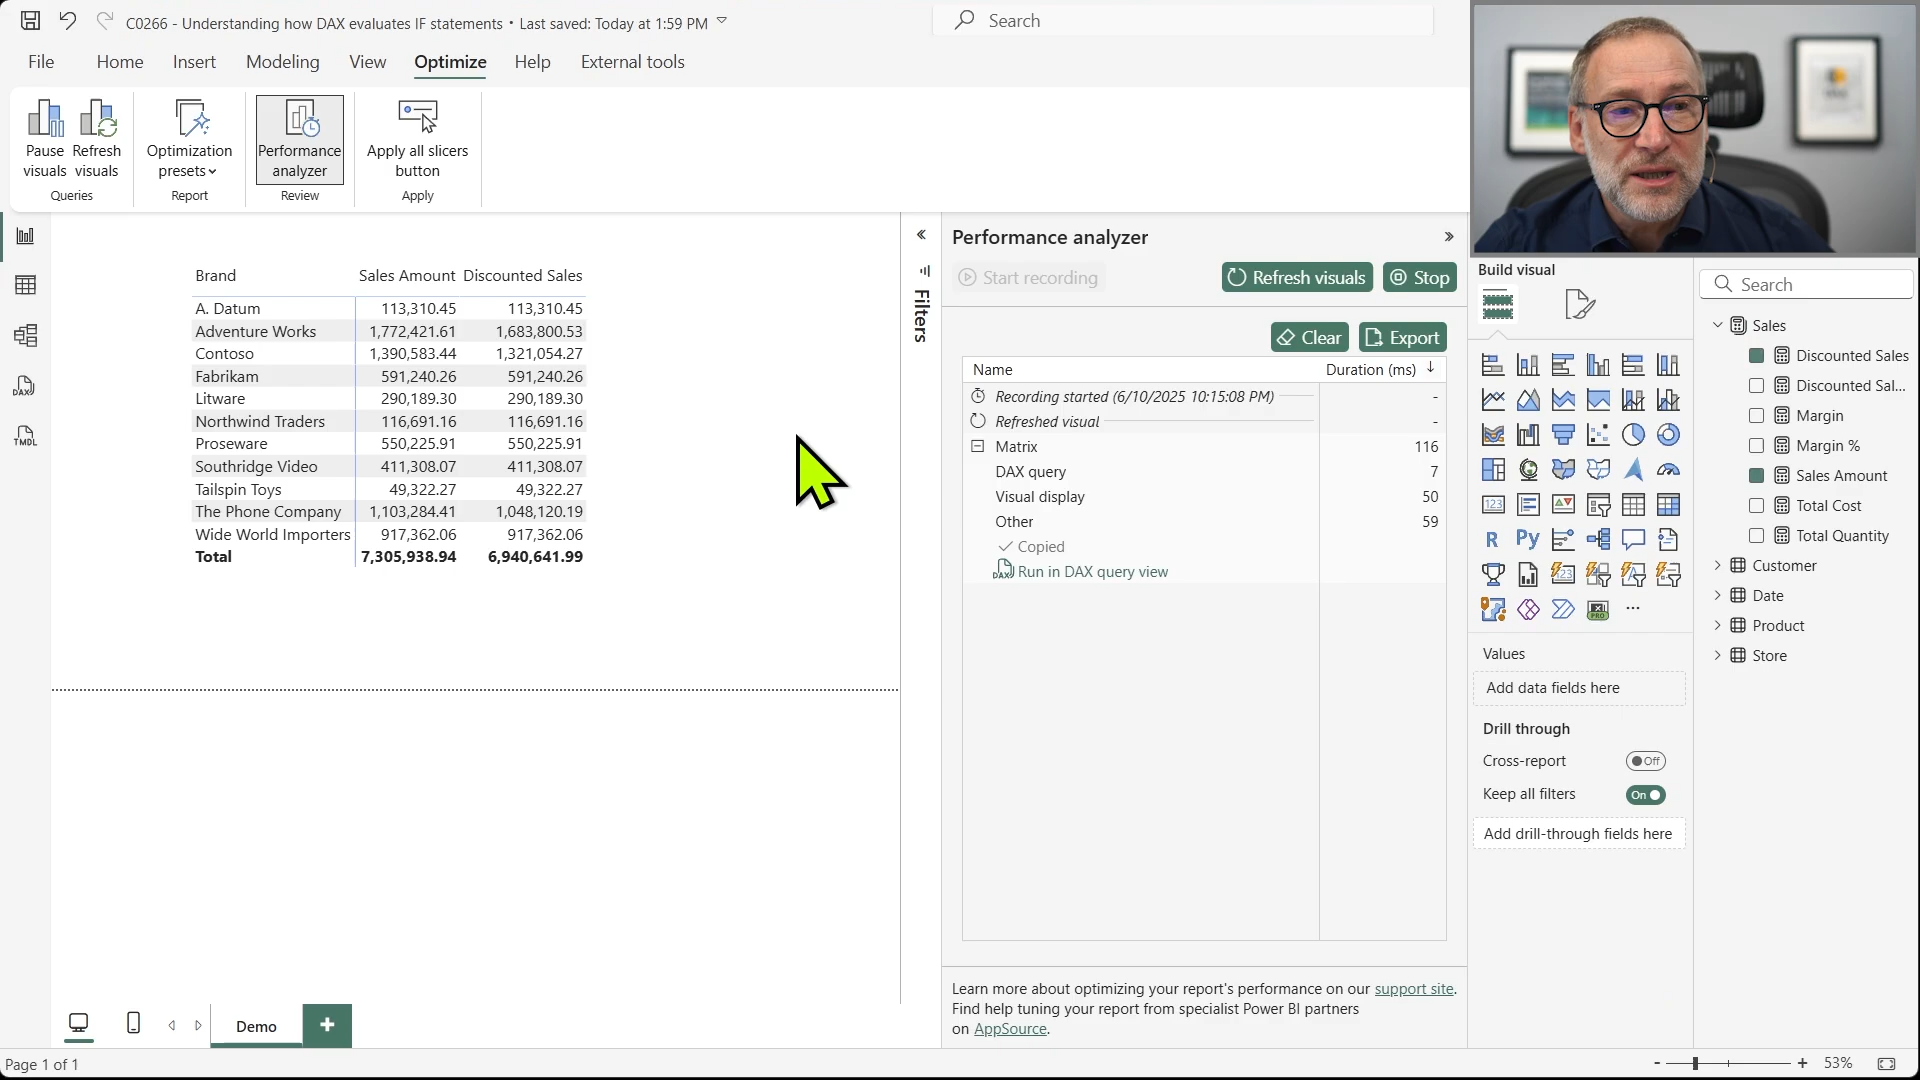 C0266 - Understanding how DAX evaluates IF statements • Last saved: Today at 1:59 PM
Search
File Home Insert Modeling View Optimize Help External tools
Pause visuals
Refresh visuals
Queries
Optimization presets
Report
Performance analyzer
Review
Apply all slicers button
Apply
DAX
TMDL
Brand Sales Amount Discounted Sales
A. Datum 113,310.45 113,310.45
Adventure Works 1,772,421.61 1,683,800.53
Contoso 1,390,583.44 1,321,054.27
Fabrikam 591,240.26 591,240.26
Litware 290,189.30 290,189.30
Northwind Traders 116,691.16 116,691.16
Proseware 550,225.91 550,225.91
Southridge Video 411,308.07 411,308.07
Tailspin Toys 49,322.27 49,322.27
The Phone Company 1,103,284.41 1,048,120.19
Wide World Importers 917,362.06 917,362.06
Total 7,305,938.94 6,940,641.99
Filters
Performance analyzer
Start recording Refresh visuals Stop
Clear Export
Name Duration (ms)
Recording started (6/10/2025 10:15:08 PM) -
Refreshed visual -
Matrix 116
DAX query 7
Visual display 50
Other 59
Copied
DAX Run in DAX query view
Learn more about optimizing your report's performance on our support site.
Find help tuning your report from specialist Power BI partners
on AppSource.
Build visual
123
R Py
123
PRO
...
Values
Add data fields here
Drill through
Cross-report Off
Keep all filters On
Add drill-through fields here
Search
Sales
Discounted Sales
Discounted Sal...
Margin
Margin %
Sales Amount
Total Cost
Total Quantity
Customer
Date
Product
Store
Demo +
Page 1 of 1
- + 53%